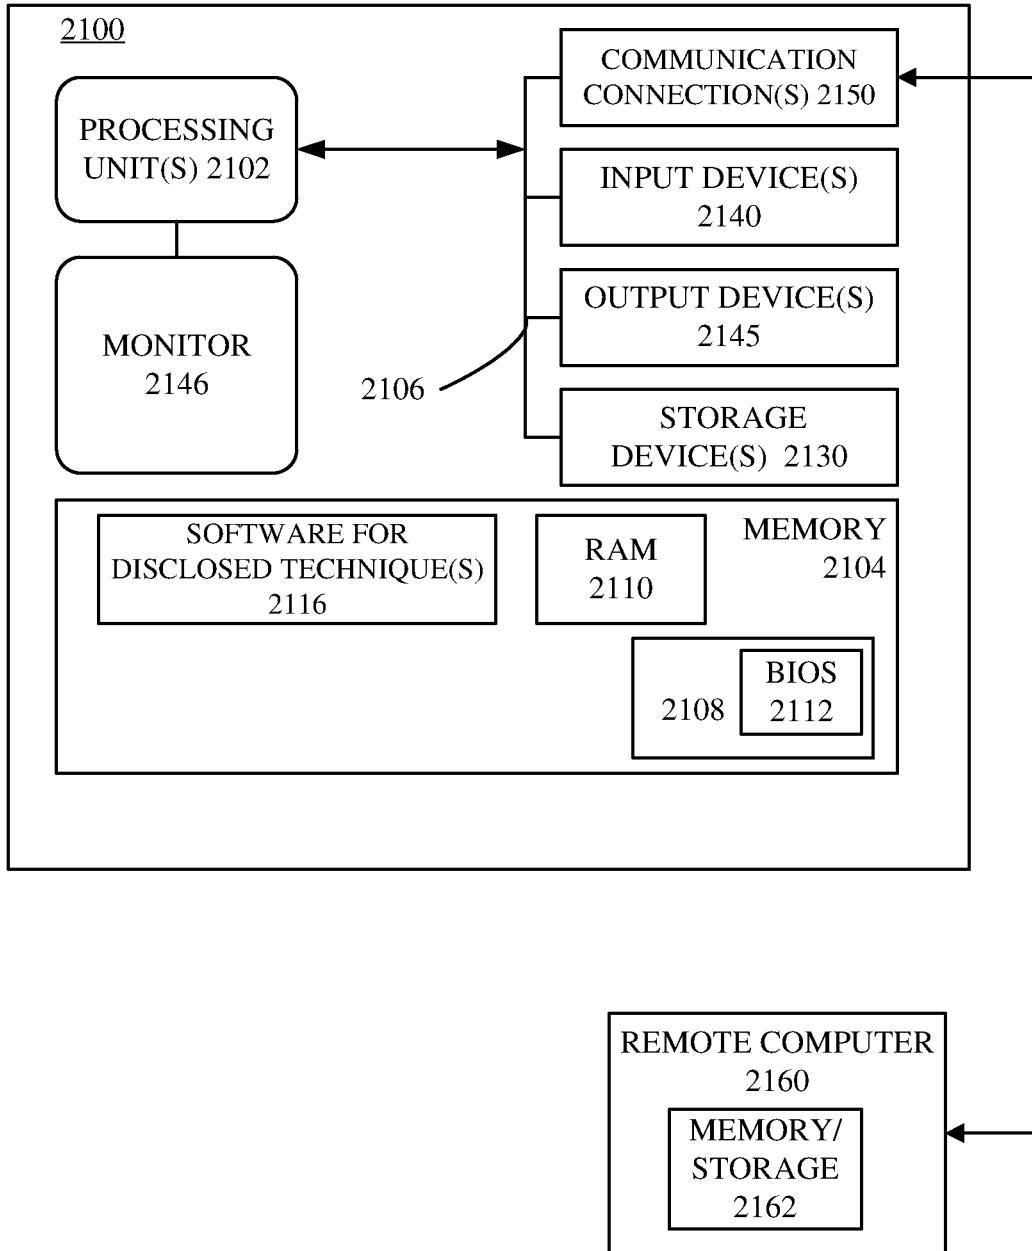 2100
COMMUNICATION
CONNECTION(S) 2150
PROCESSING
UNIT(S) 2102
INPUT DEVICE(S)
2140
OUTPUT DEVICE(S)
2145
MONITOR
2146
2106
STORAGE
DEVICE(S) 2130
SOFTWARE FOR
DISCLOSED TECHNIQUE(S)
2116
RAM
2110
MEMORY
2104
2108
BIOS
2112
REMOTE COMPUTER
2160
MEMORY/
STORAGE
2162